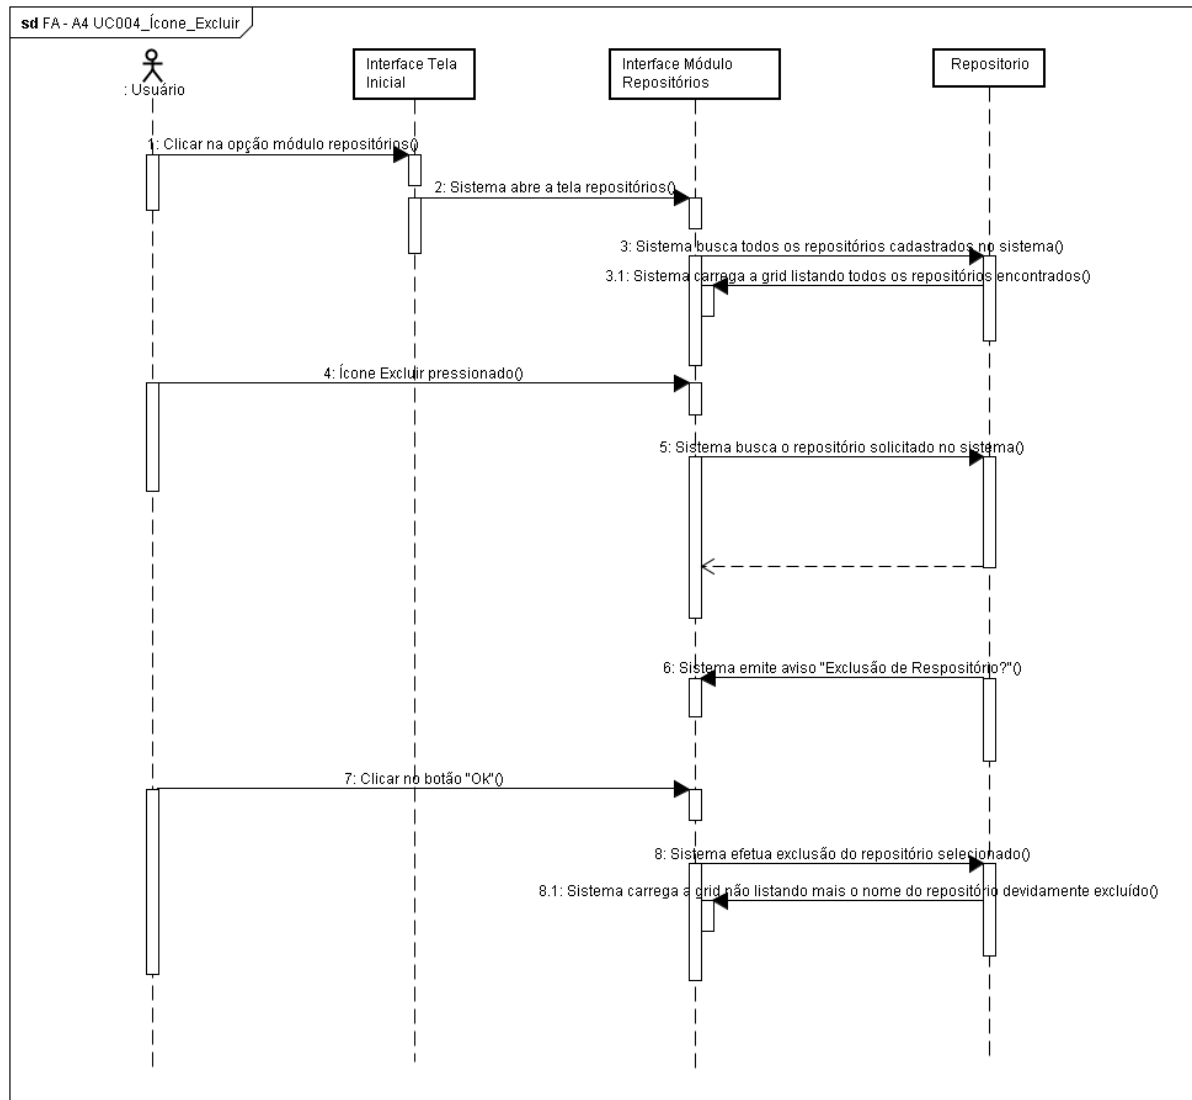 sd FA - A4 UC004_Ícone_Excluir
: Usuário
Interface Tela
Inicial
Interface Módulo
Repositórios
Repositorio
1: Clicar na opção módulo repositórios()
2: Sistema abre a tela repositórios()
3: Sistema busca todos os repositórios cadastrados no sistema()
3.1: Sistema carrega a grid listando todos os repositórios encontrados()
4: Ícone Excluir pressionado()
5: Sistema busca o repositório solicitado no sistema()
6: Sistema emite aviso "Exclusão de Respositório?"()
7: Clicar no botão "Ok"()
8: Sistema efetua exclusão do repositório selecionado()
8.1: Sistema carrega a grid não listando mais o nome do repositório devidamente excluído()